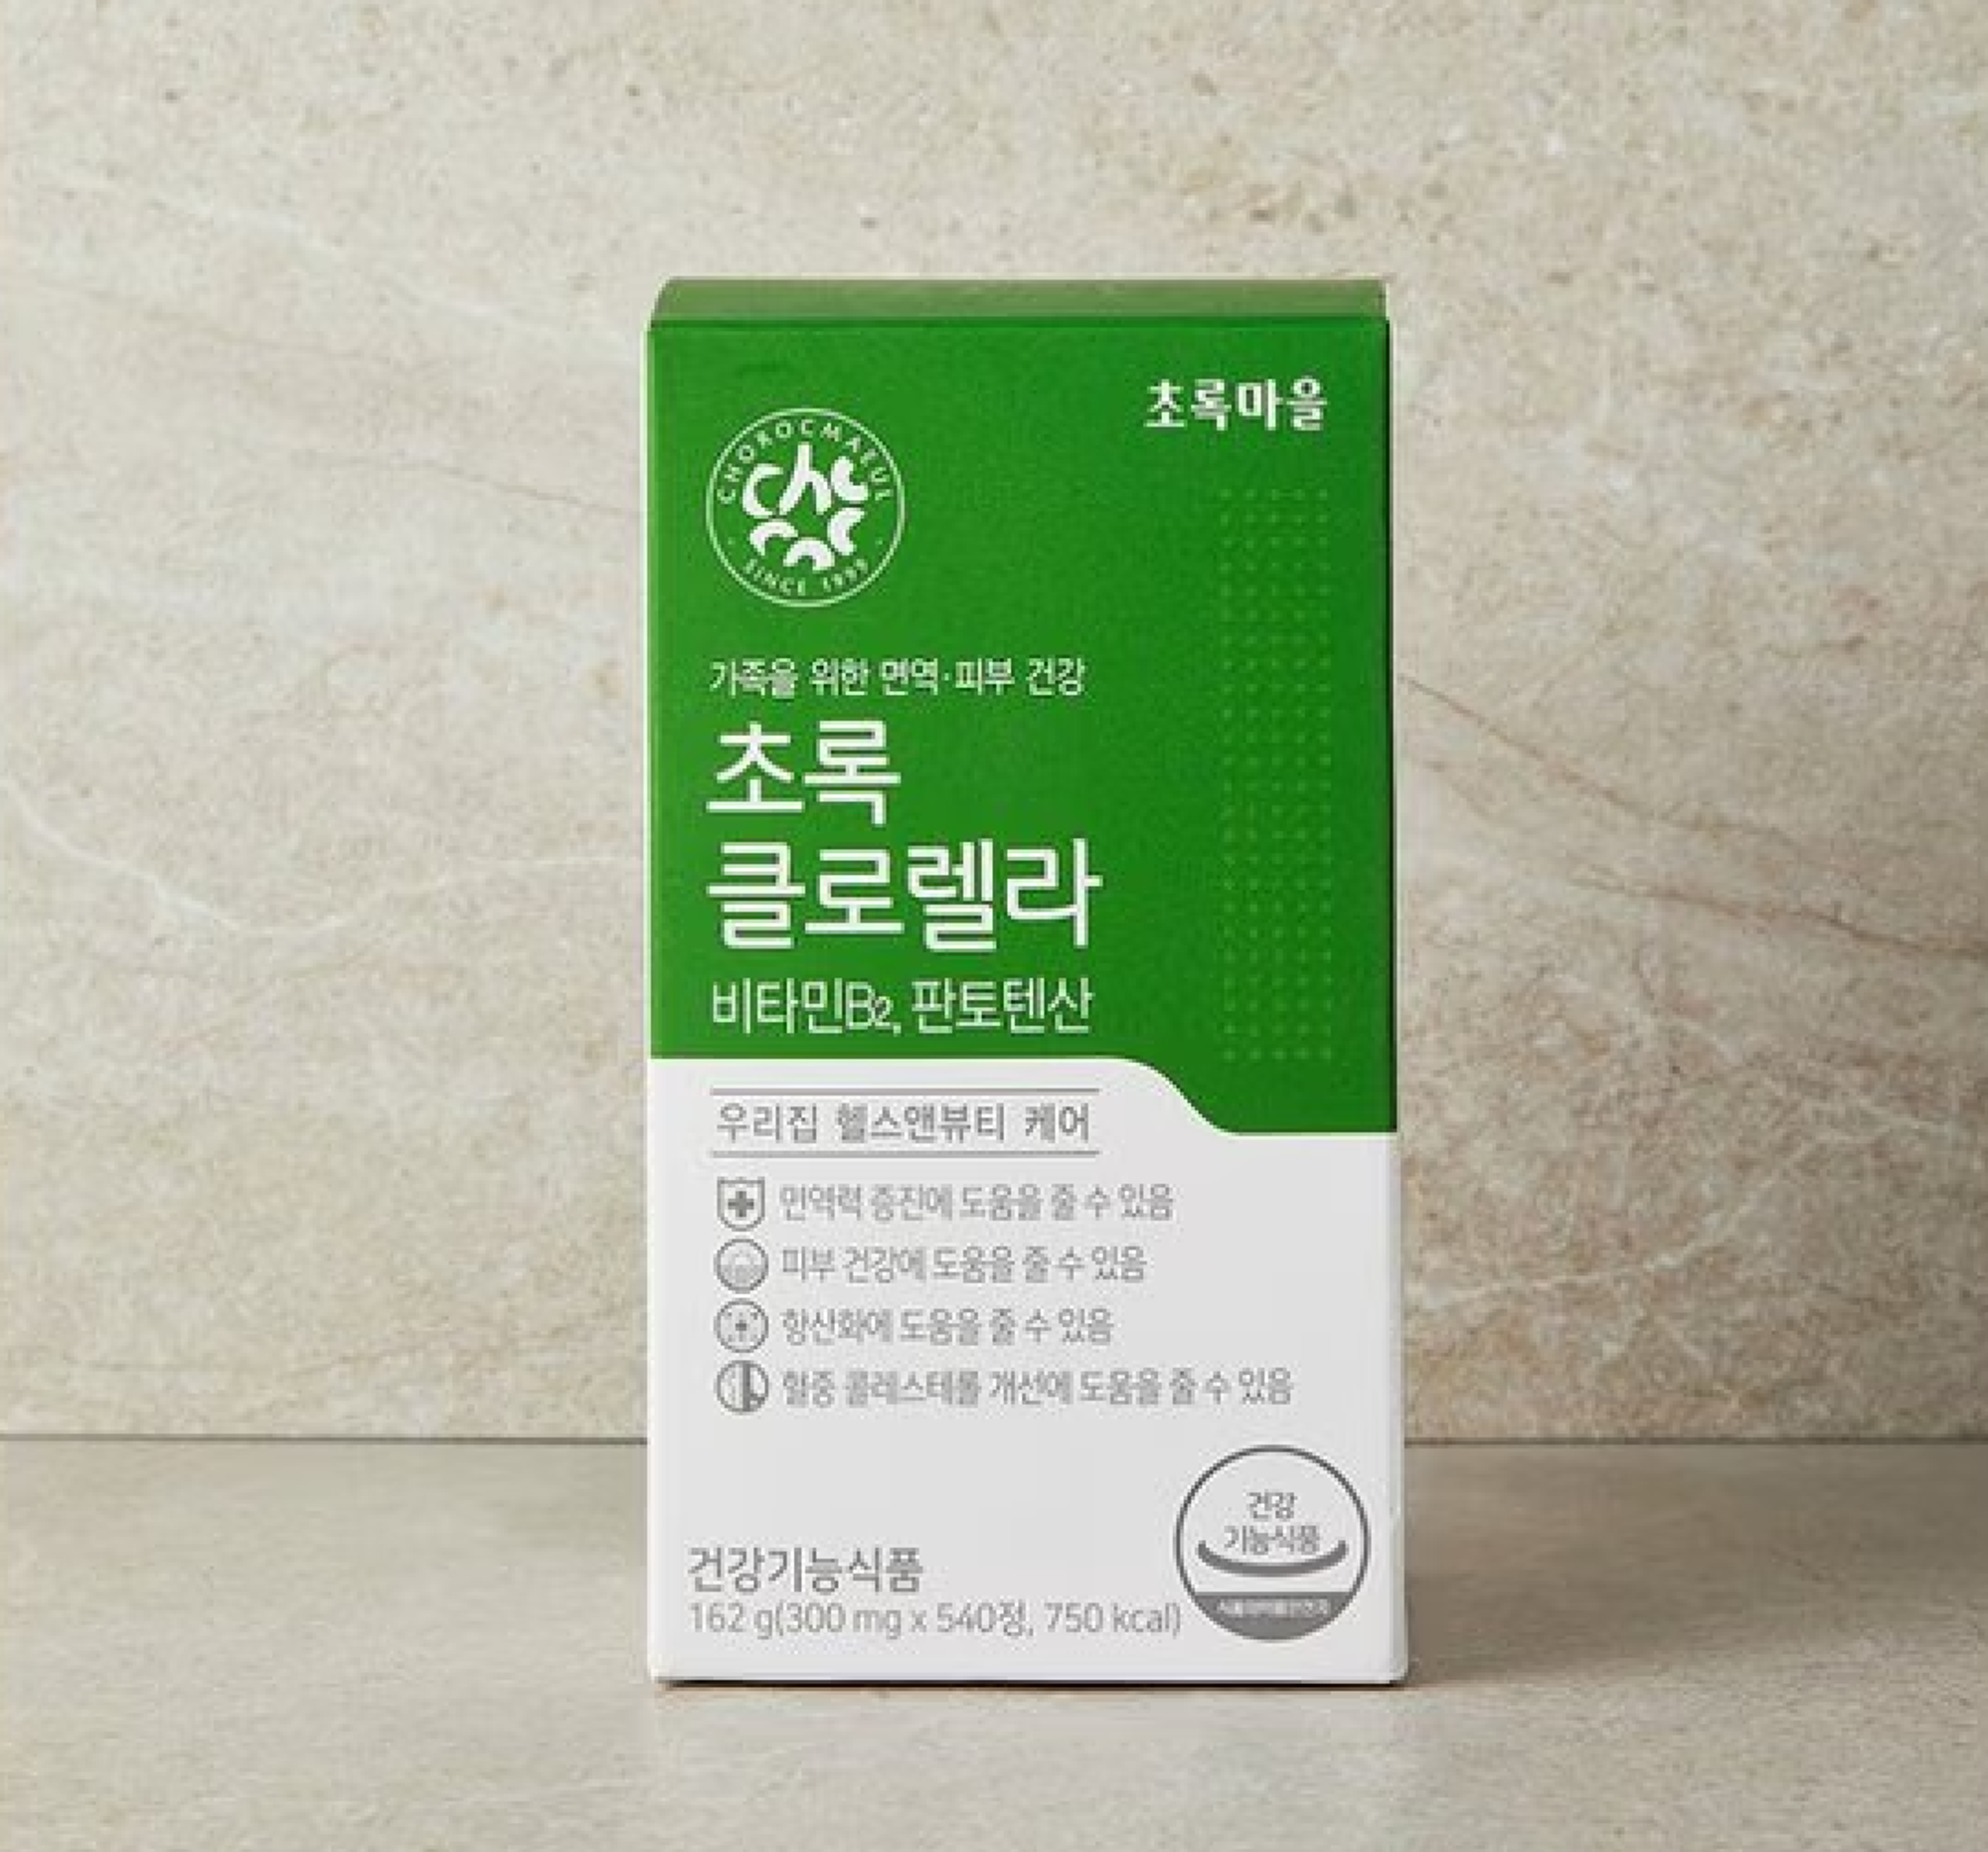 초록마을
CHOROCMAEUL
SINCE 1999
가족을 위한 면역·피부 건강
초록
클로렐라
비타민B2, 판토텐산
우리집 헬스앤뷰티 케어
면역력 증진에 도움을 줄 수 있음
피부 건강에 도움을 줄 수 있음
항산화에 도움을 줄 수 있음
혈중 콜레스테롤 개선에 도움을 줄 수 있음
건강
기능식품
건강기능식품
162 g(300 mg x 540정, 750 kcal)